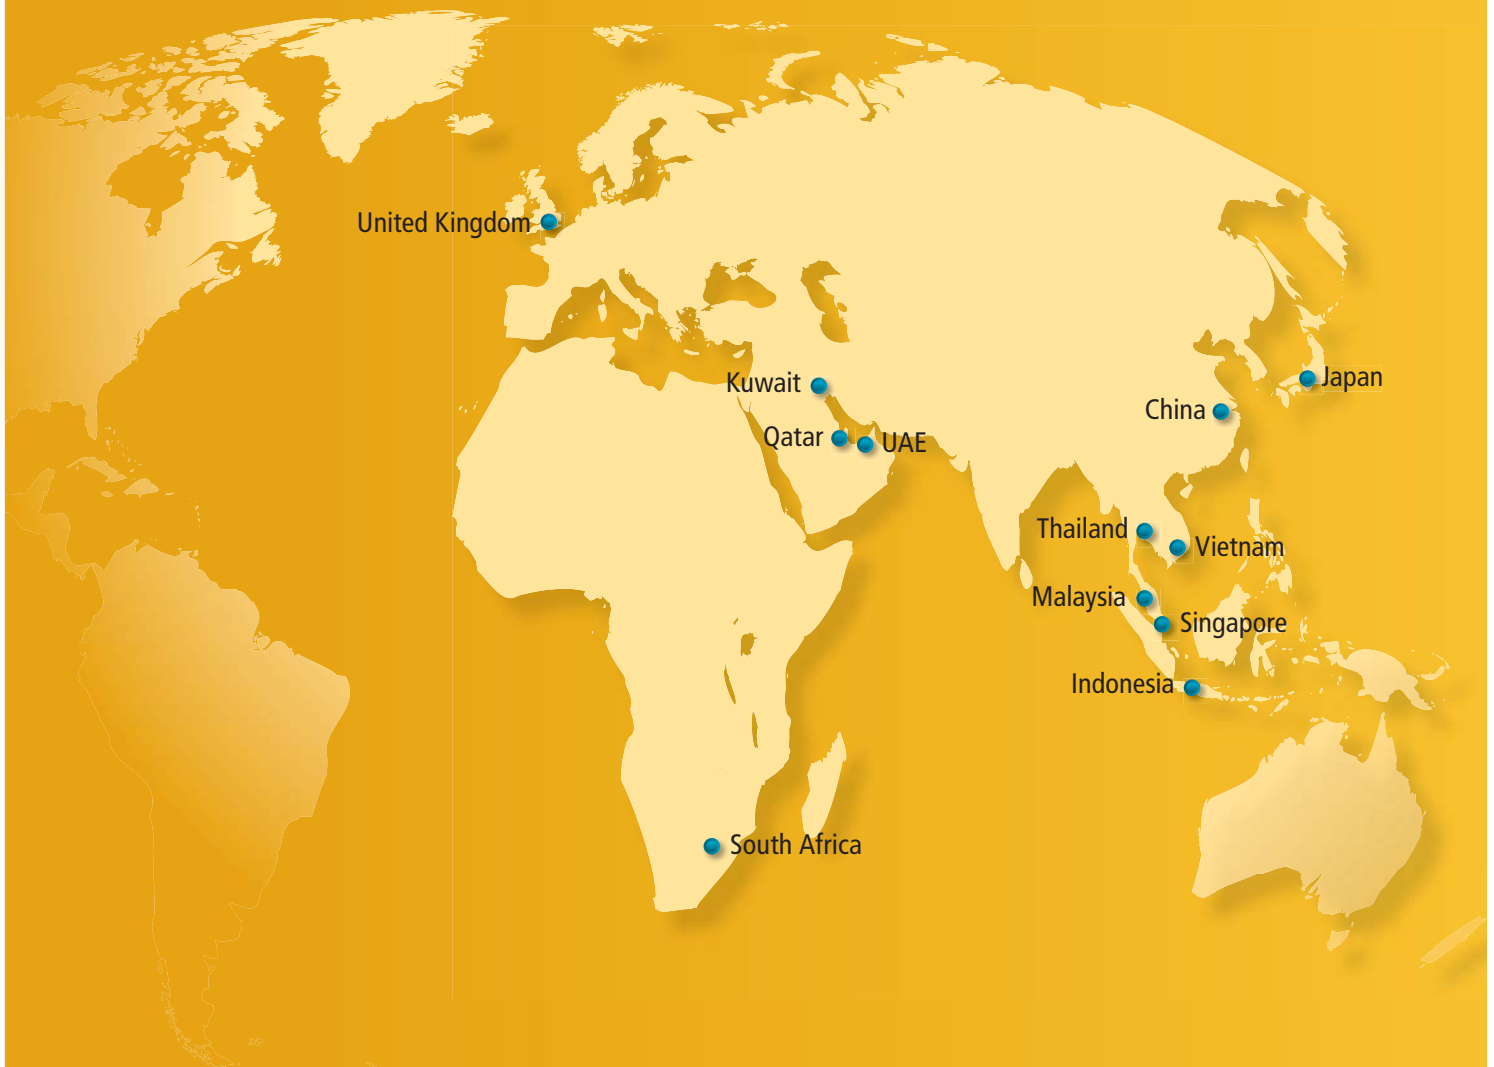 United Kingdom
Kuwait
Japan
China
Qatar
UAE
Thailand
Vietnam
Malaysia
Singapore
Indonesia
South Africa